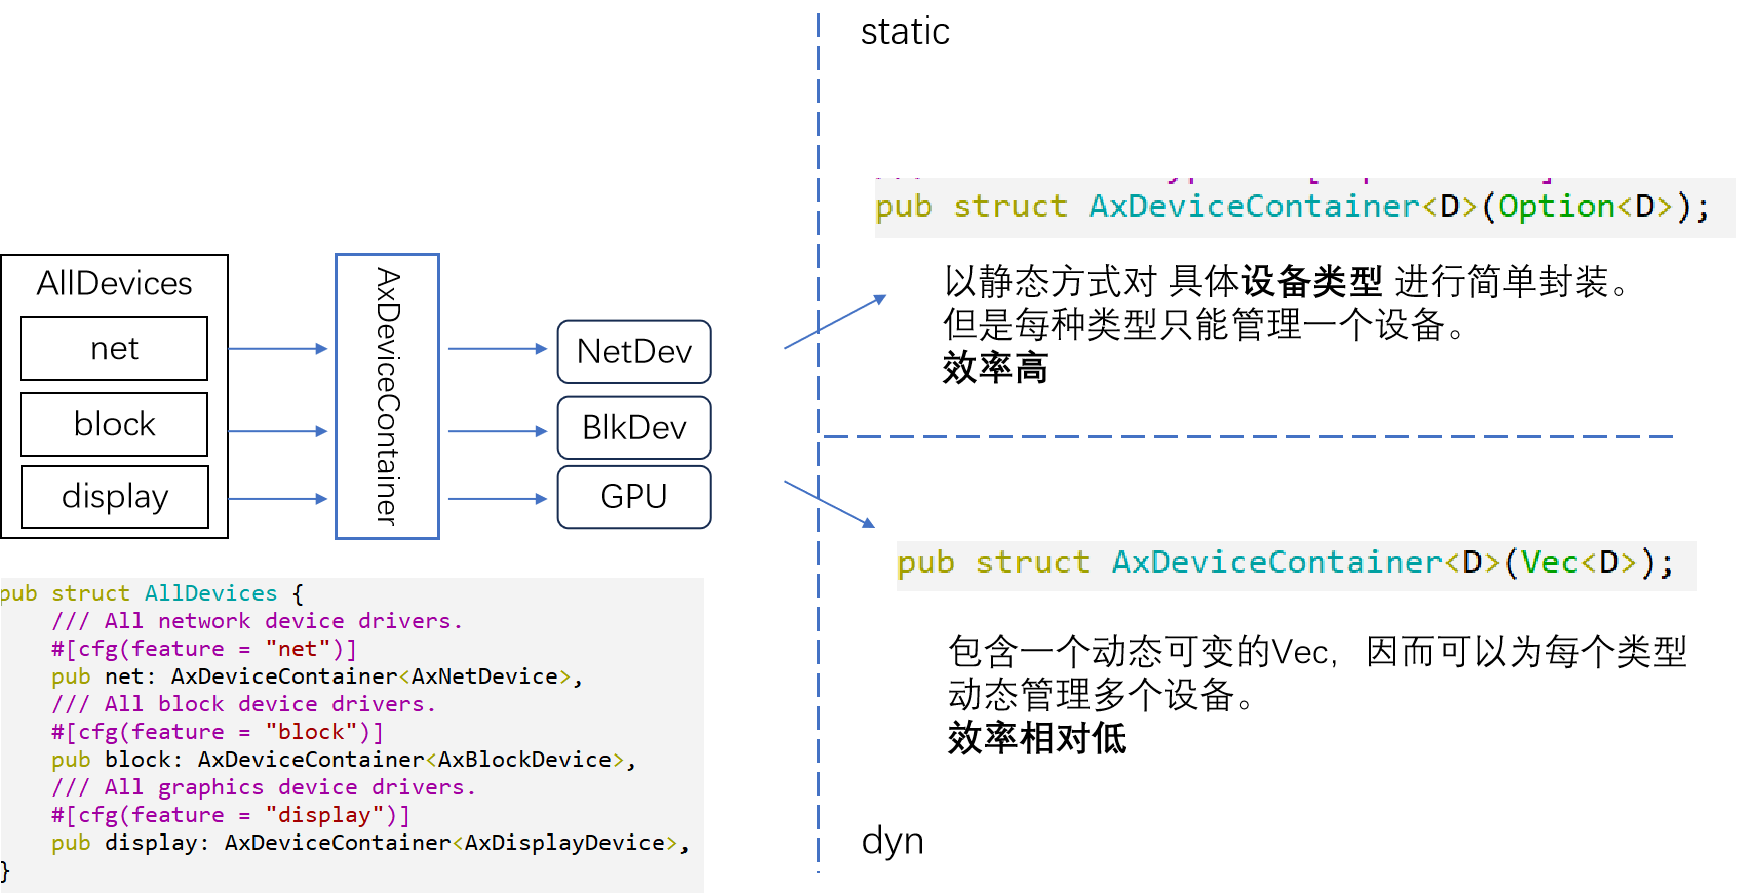 AllDevices
net
block
display
AxDeviceContainer
NetDev
BlkDev
GPU
pub struct AllDevices {
/// All network device drivers.
#[cfg(feature = "net")]
pub net: AxDeviceContainer<AxNetDevice>,
/// All block device drivers.
#[cfg(feature = "block")]
pub block: AxDeviceContainer<AxBlockDevice>,
/// All graphics device drivers.
#[cfg(feature = "display")]
pub display: AxDeviceContainer<AxDisplayDevice>,
}
static
pub struct AxDeviceContainer<D>(Option<D>);
以静态方式对 具体设备类型 进行简单封装。
但是每种类型只能管理一个设备。
效率高
pub struct AxDeviceContainer<D>(Vec<D>);
包含一个动态可变的Vec，因而可以为每个类型
动态管理多个设备。
效率相对低
dyn